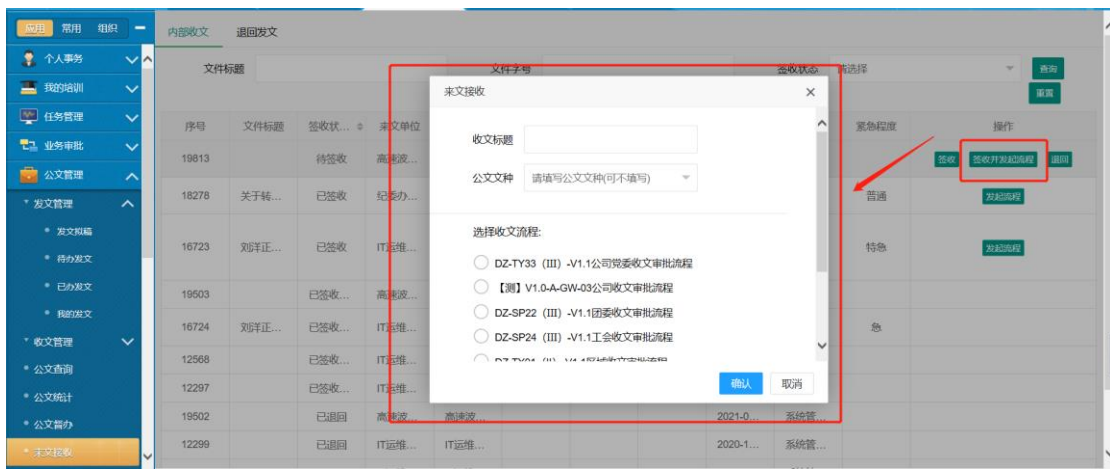 应用 常用 组织
个人事务
我的培训
任务管理
业务审批
公文管理
发文管理
发文拟稿
待办发文
已办发文
我的发文
收文管理
公文查询
公文统计
公文督办
来文接收
内部收文 退回发文
文件标题 文件字号 签收状态 请选择 查询
重置
序号 文件标题 签收状... 来文单位 紧急程度 操作
19813 待签收 高速波... 签收 签收并发起流程 退回
18278 关于转... 已签收 纪委办... 普通 发起流程
16723 刘洋正... 已签收 IT运维... 特急 发起流程
19503 已签收... 高速波...
16724 刘洋正... 已签收... IT运维... 急
12568 已签收... IT运维...
12297 已签收... IT运维...
19502 已退回 高速波... 高速波... 2021-0... 系统管...
12299 已退回 IT运维... IT运维... 2020-1... 系统管...
来文接收
收文标题
公文文种 请填写公文文种(可不填写)
选择收文流程:
DZ-TY33（III）-V1.1公司党委收文审批流程
【测】V1.0-A-GW-03公司收文审批流程
DZ-SP22（III）-V1.1团委收文审批流程
DZ-SP24（III）-V1.1工会收文审批流程
确认 取消